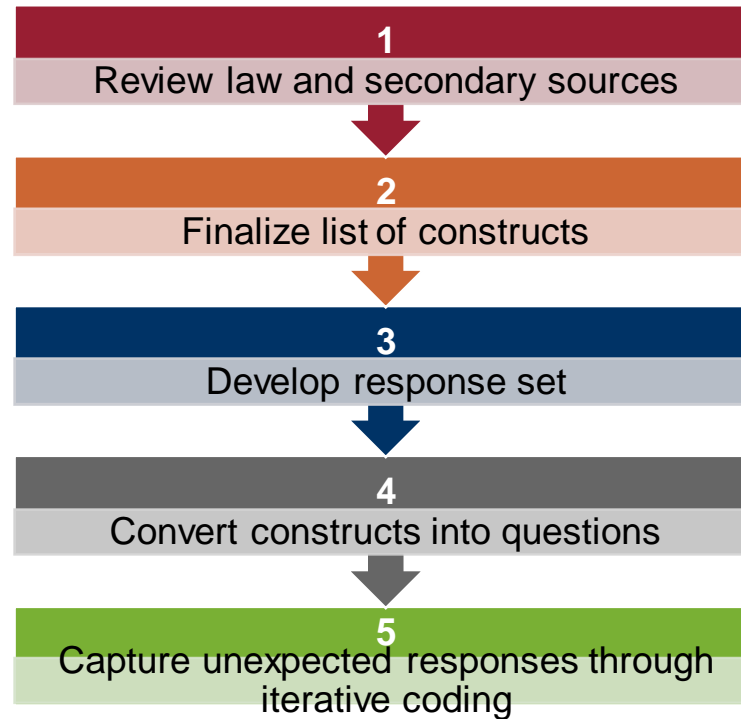 1
Review law and secondary sources
2
Finalize list of constructs
3
Develop response set
4
Convert constructs into questions
5
Capture unexpected responses through
iterative coding